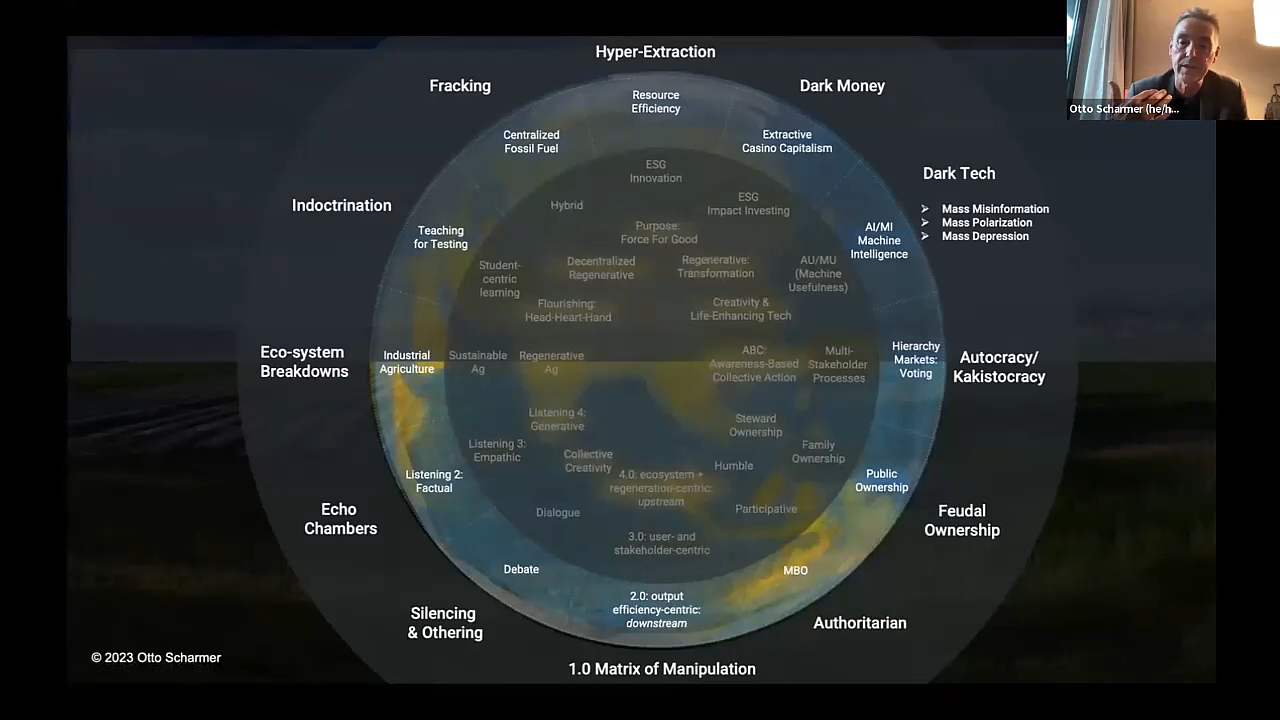 Hyper-Extraction
Fracking
Dark Money
Otto Scharmer (he/h...
Resource
Efficiency
Centralized
Fossil Fuel
Extractive
Casino Capitalism
ESG
Innovation
Dark Tech
Indoctrination
Hybrid
ESG
Impact Investing
➢ Mass Misinformation
➢ Mass Polarization
➢ Mass Depression
Teaching
for Testing
Purpose:
Force For Good
AI/MI
Machine
Intelligence
Student-
centric
learning
Decentralized
Regenerative
Regenerative:
Transformation
AU/MU
(Machine
Usefulness)
Flourishing:
Head-Heart-Hand
Creativity &
Life-Enhancing Tech
Eco-system
Breakdowns
Industrial
Agriculture
Sustainable
Ag
Regenerative
Ag
ABC:
Awareness-Based
Collective Action
Multi-
Stakeholder
Processes
Hierarchy
Markets:
Voting
Autocracy/
Kakistocracy
Listening 4:
Generative
Steward
Ownership
Listening 3:
Empathic
Collective
Creativity
Humble
Family
Ownership
Listening 2:
Factual
4.0: ecosystem +
regeneration-centric:
upstream
Public
Ownership
Echo
Chambers
Dialogue
Participative
Feudal
Ownership
3.0: user- and
stakeholder-centric
Debate
MBO
2.0: output
efficiency-centric:
downstream
Silencing
& Othering
Authoritarian
© 2023 Otto Scharmer
1.0 Matrix of Manipulation